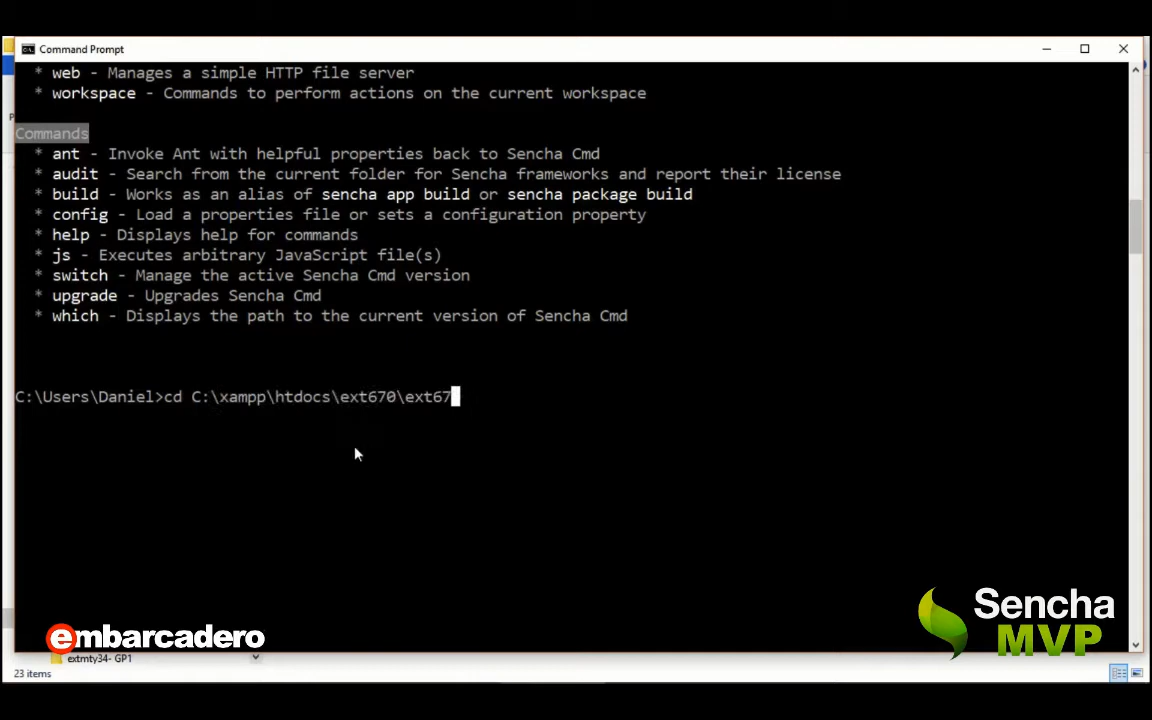 Command Prompt
* web - Manages a simple HTTP file server
* workspace - Commands to perform actions on the current workspace
Commands
* ant - Invoke Ant with helpful properties back to Sencha Cmd
* audit - Search from the current folder for Sencha frameworks and report their license
* build - Works as an alias of sencha app build or sencha package build
* config - Load a properties file or sets a configuration property
* help - Displays help for commands
* js - Executes arbitrary JavaScript file(s)
* switch - Manage the active Sencha Cmd version
* upgrade - Upgrades Sencha Cmd
* which - Displays the path to the current version of Sencha Cmd
C:\Users\Daniel>cd C:\xampp\htdocs\ext670\ext67
embarcadero
Sencha
MVP
extmty34- GP1
23 items